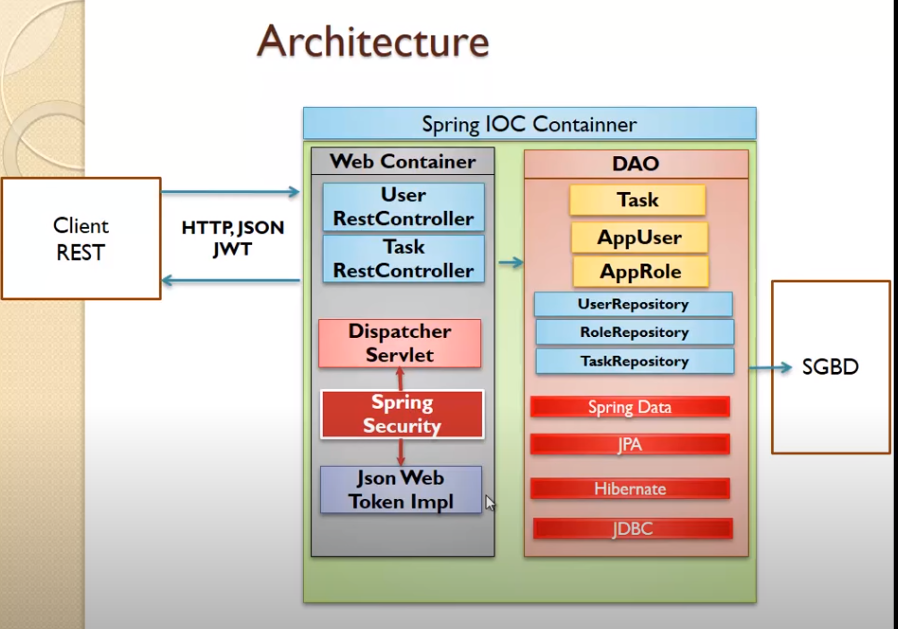 Architecture
Spring IOC Containner
Web Container
User
RestController
Task
RestController
Dispatcher
Servlet
Spring
Security
Json Web
Token Impl
DAO
Task
AppUser
AppRole
UserRepository
RoleRepository
TaskRepository
Spring Data
JPA
Hibernate
JDBC
Client
REST
HTTP, JSON
JWT
SGBD